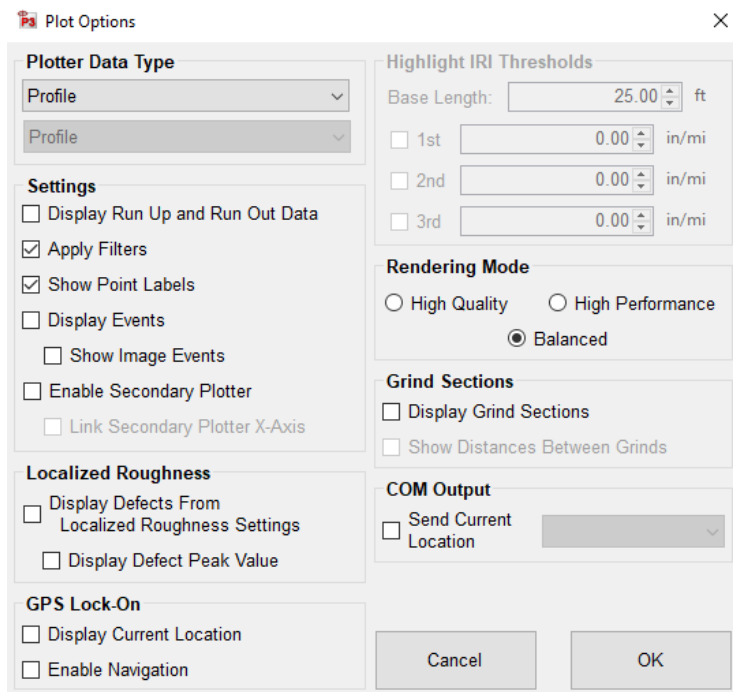 P3 Plot Options
Plotter Data Type
Profile
Profile
Settings
Display Run Up and Run Out Data
Apply Filters
Show Point Labels
Display Events
Show Image Events
Enable Secondary Plotter
Link Secondary Plotter X-Axis
Localized Roughness
Display Defects From
Localized Roughness Settings
Display Defect Peak Value
GPS Lock-On
Display Current Location
Enable Navigation
Highlight IRI Thresholds
Base Length: 25.00 ft
1st 0.00 in/mi
2nd 0.00 in/mi
3rd 0.00 in/mi
Rendering Mode
High Quality High Performance
Balanced
Grind Sections
Display Grind Sections
Show Distances Between Grinds
COM Output
Send Current
Location
Cancel OK